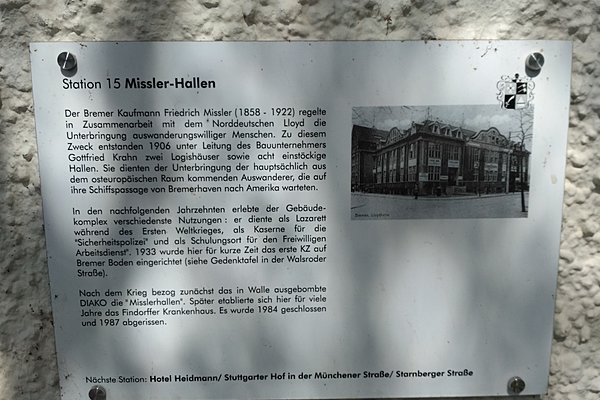 Station 15 Missler-Hallen
Der Bremer Kaufmann Friedrich Missler (1858 - 1922) regelte
in Zusammenarbeit mit dem Norddeutschen Lloyd die
Unterbringung auswanderungswilliger Menschen. Zu diesem
Zweck entstanden 1906 unter Leitung des Bauunternehmers
Gottfried Krahn zwei Logishäuser sowie acht einstöckige
Hallen. Sie dienten der Unterbringung der hauptsächlich aus
dem osteuropäischen Raum kommenden Auswanderer, die auf
ihre Schiffspassage von Bremerhaven nach Amerika warteten.
In den nachfolgenden Jahrzehnten erlebte der Gebäude-
komplex verschiedenste Nutzungen: er diente als Lazarett
während des Ersten Weltkrieges, als Kaserne für die
"Sicherheitspolizei" und als Schulungsort für den Freiwilligen
Arbeitsdienst". 1933 wurde hier für kurze Zeit das erste KZ auf
Bremer Boden eingerichtet (siehe Gedenktafel in der Walsroder
Straße).
Nach dem Krieg bezog zunächst das in Walle ausgebombte
DIAKO die "Misslerhallen". Später etablierte sich hier für viele
Jahre das Findorffer Krankenhaus. Es wurde 1984 geschlossen
und 1987 abgerissen.
Bremen, Lloydhalle
Nächste Station: Hotel Heidmann/ Stuttgarter Hof in der Münchener Straße/ Starnberger Straße